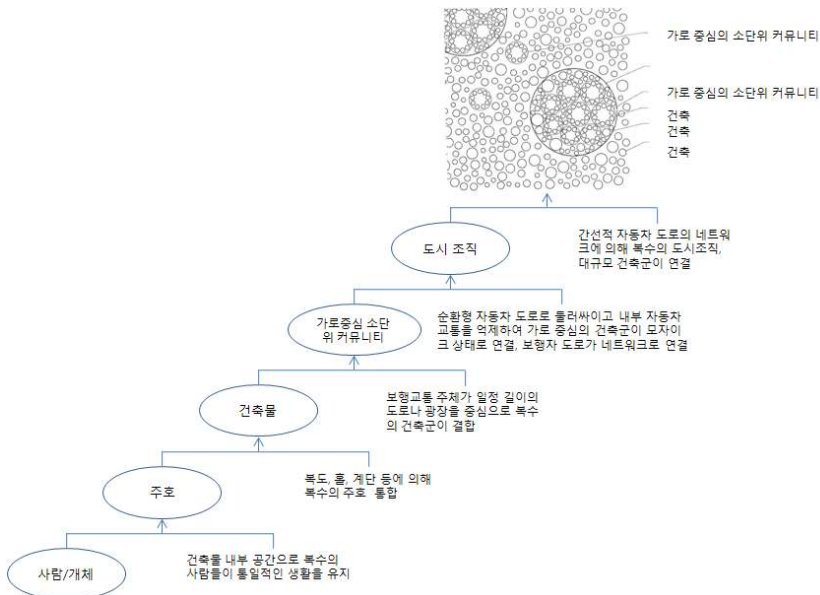 가로 중심의 소단위 커뮤니티
가로 중심의 소단위 커뮤니티
건축
건축
건축
도시 조직
간선적 자동차 도로의 네트워
크에 의해 복수의 도시조직,
대규모 건축군이 연결
가로중심 소단
위 커뮤니티
순환형 자동차 도로로 둘러싸이고 내부 자동차
교통을 억제하여 가로 중심의 건축군이 모자이
크 상태로 연결, 보행자 도로가 네트워크로 연결
건축물
보행교통 주체가 일정 길이의
도로나 광장을 중심으로 복수
의 건축군이 결합
주호
복도, 홀, 계단 등에 의해
복수의 주호 통합
사람/개체
건축물 내부 공간으로 복수의
사람들이 통일적인 생활을 유지